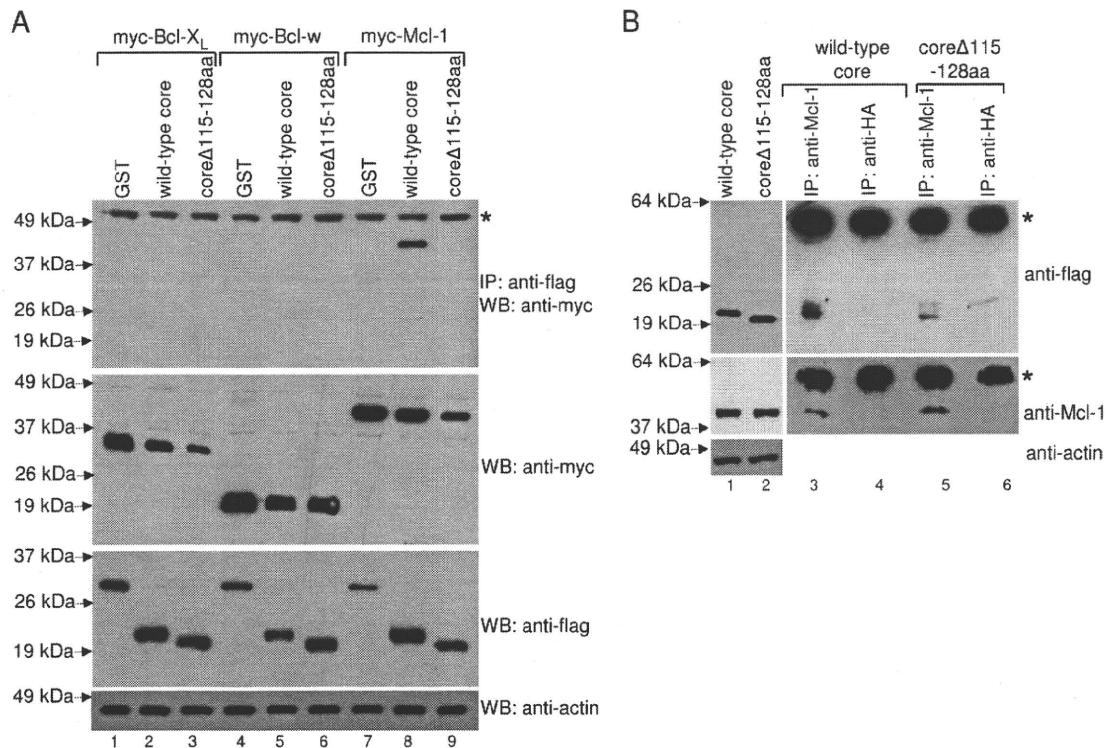 A
myc-Bcl-XL myc-Bcl-w myc-Mcl-1
GST
wild-type core
coreΔ115-128aa
GST
wild-type core
coreΔ115-128aa
GST
wild-type core
coreΔ115-128aa
49 kDa
*
37 kDa
26 kDa
19 kDa
IP: anti-flag
WB: anti-myc
49 kDa
37 kDa
26 kDa
19 kDa
WB: anti-myc
37 kDa
26 kDa
19 kDa
WB: anti-flag
49 kDa
WB: anti-actin
1 2 3 4 5 6 7 8 9
B
wild-type
core
coreΔ115
-128aa
wild-type core
coreΔ115-128aa
IP: anti-Mcl-1
IP: anti-HA
IP: anti-Mcl-1
IP: anti-HA
64 kDa
*
26 kDa
19 kDa
anti-flag
64 kDa
*
37 kDa
anti-Mcl-1
49 kDa
anti-actin
1 2 3 4 5 6